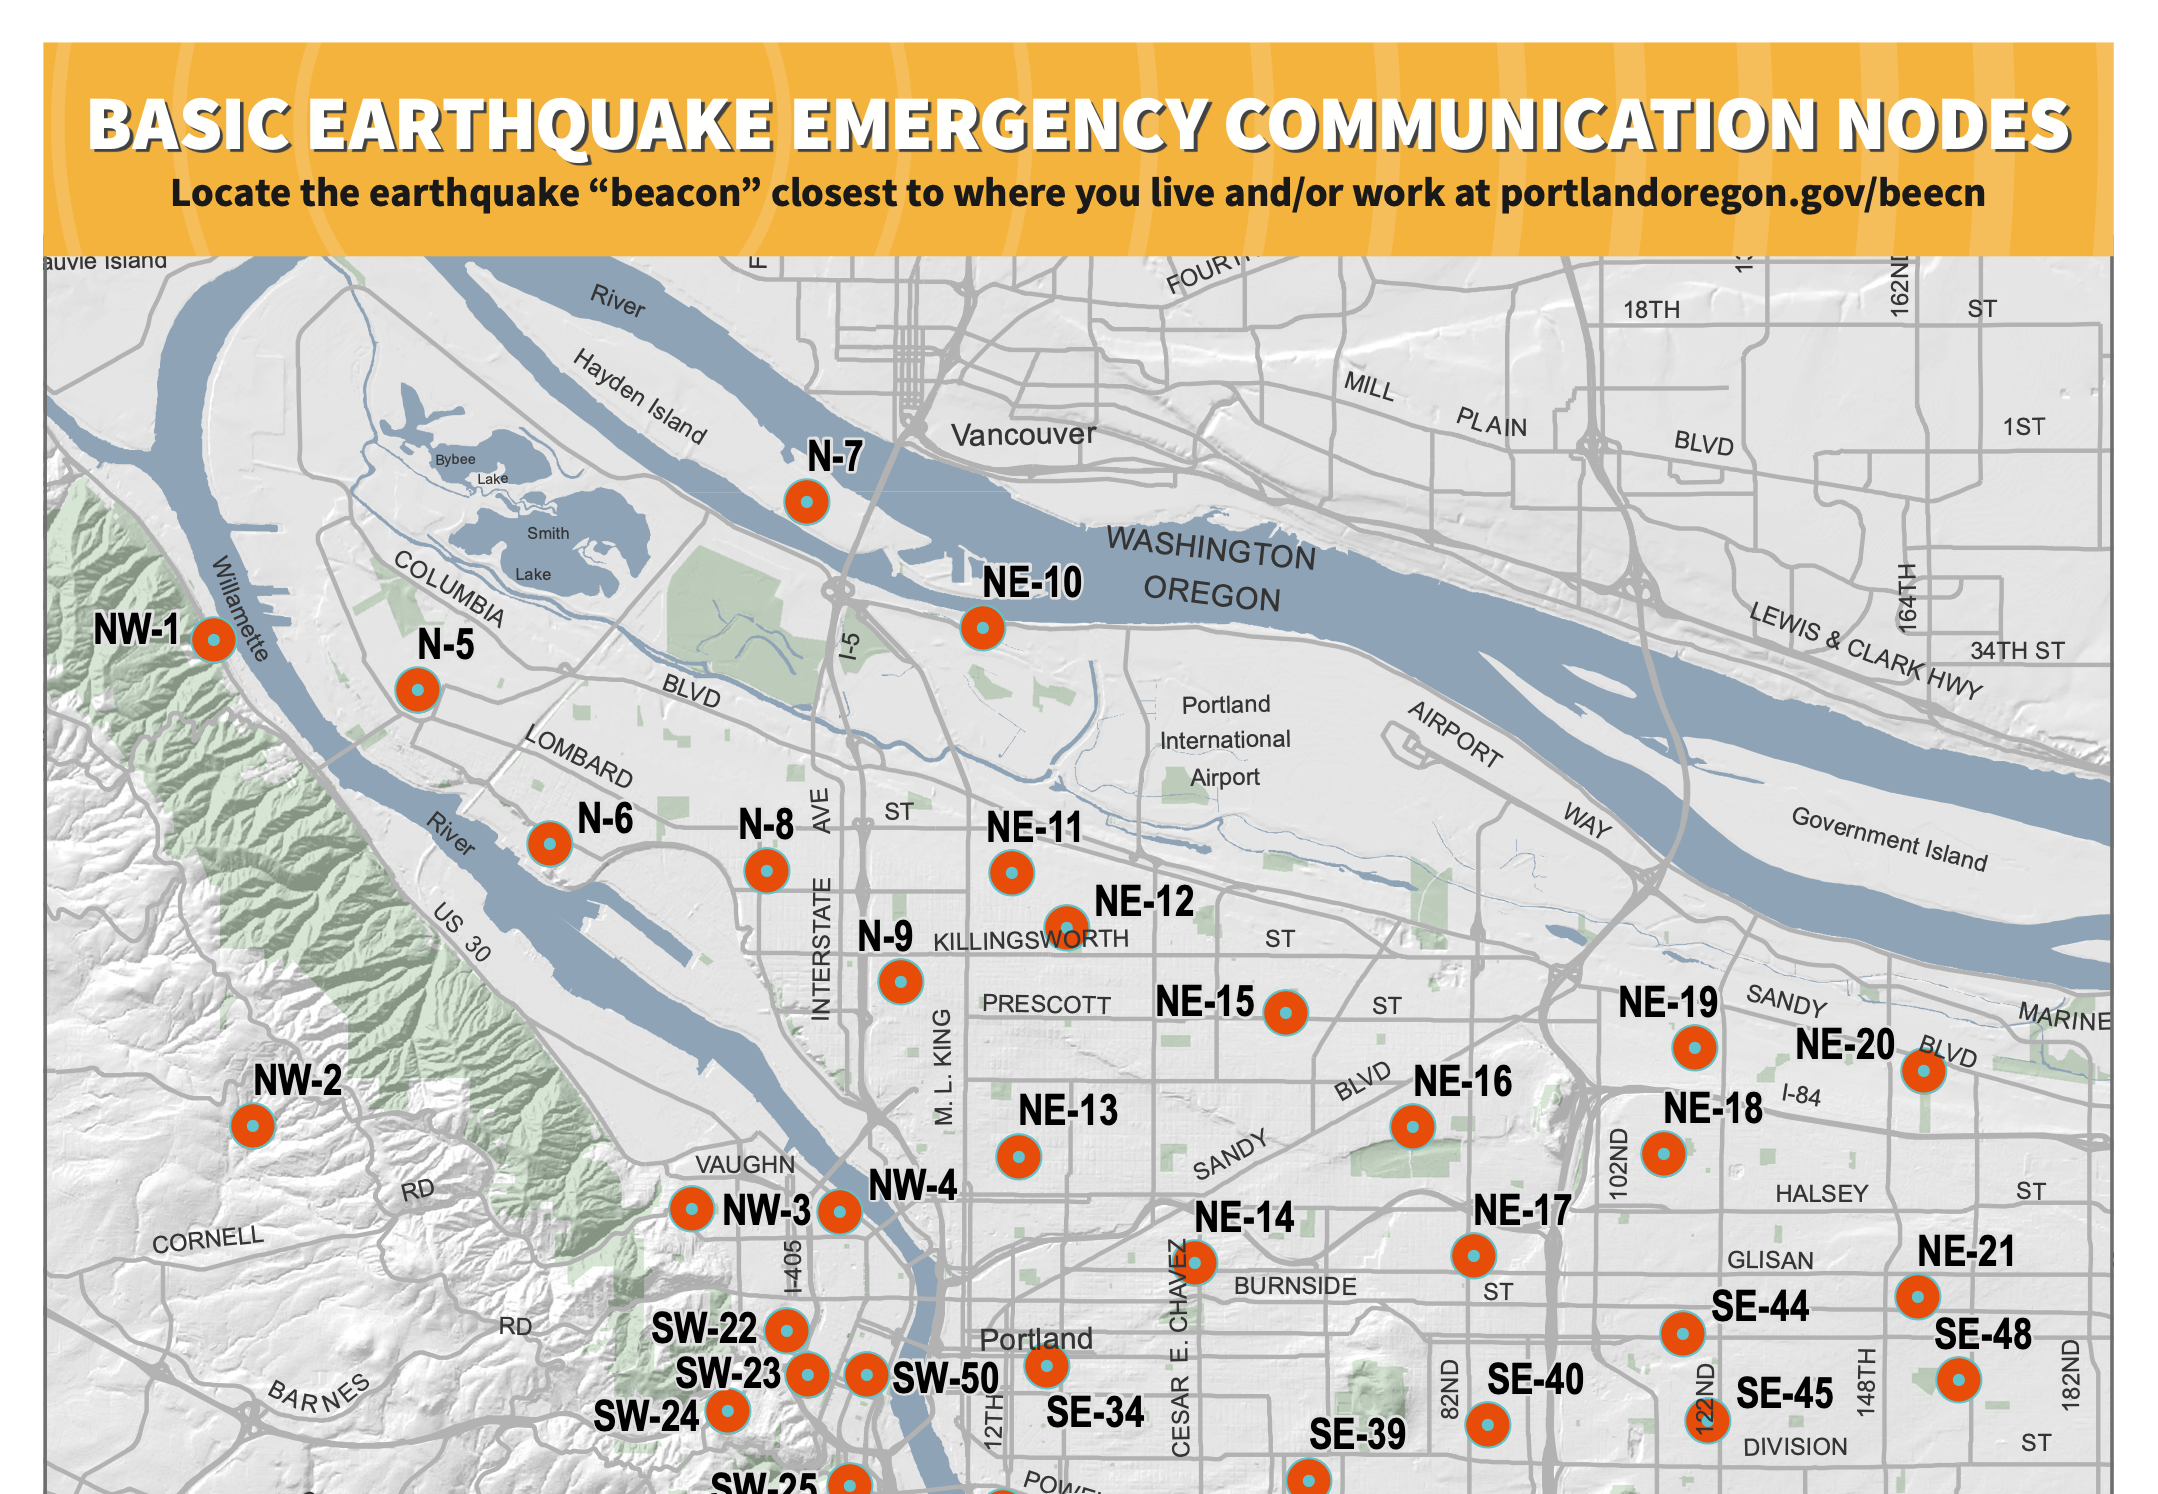 BASIC EARTHQUAKE EMERGENCY COMMUNICATION NODES
Locate the earthquake “beacon” closest to where you live and/or work at portlandoregon.gov/beecn
auvie Island
River
18TH
162ND
ST
Hayden Island
MILL
PLAIN
BLVD
1ST
Vancouver
N-7
Bybee
Lake
Smith
Lake
WASHINGTON
OREGON
COLUMBIA
Willamette
NE-10
164TH
LEWIS & CLARK HWY
34TH ST
NW-1
N-5
I-5
BLVD
Portland
International
Airport
AIRPORT
WAY
LOMBARD
Government Island
River
N-6
N-8
AVE
ST
NE-11
NE-12
US 30
INTERSTATE
N-9
KILLINGSWORTH
ST
PRESCOTT
NE-15
ST
NE-19
SANDY
MARINE
NE-20
BLVD
M. L. KING
NW-2
NE-13
BLVD
NE-16
I-84
NE-18
102ND
SANDY
VAUGHN
RD
NW-3
NW-4
HALSEY
ST
CORNELL
I-405
NE-14
NE-17
CESAR E. CHAVEZ
GLISAN
NE-21
BURNSIDE
ST
SE-44
RD
SW-22
Portland
SE-48
SW-23
SW-50
82ND
SE-40
122ND
SE-45
148TH
182ND
BARNES
SW-24
12TH
SE-34
SE-39
DIVISION
ST
SW-25